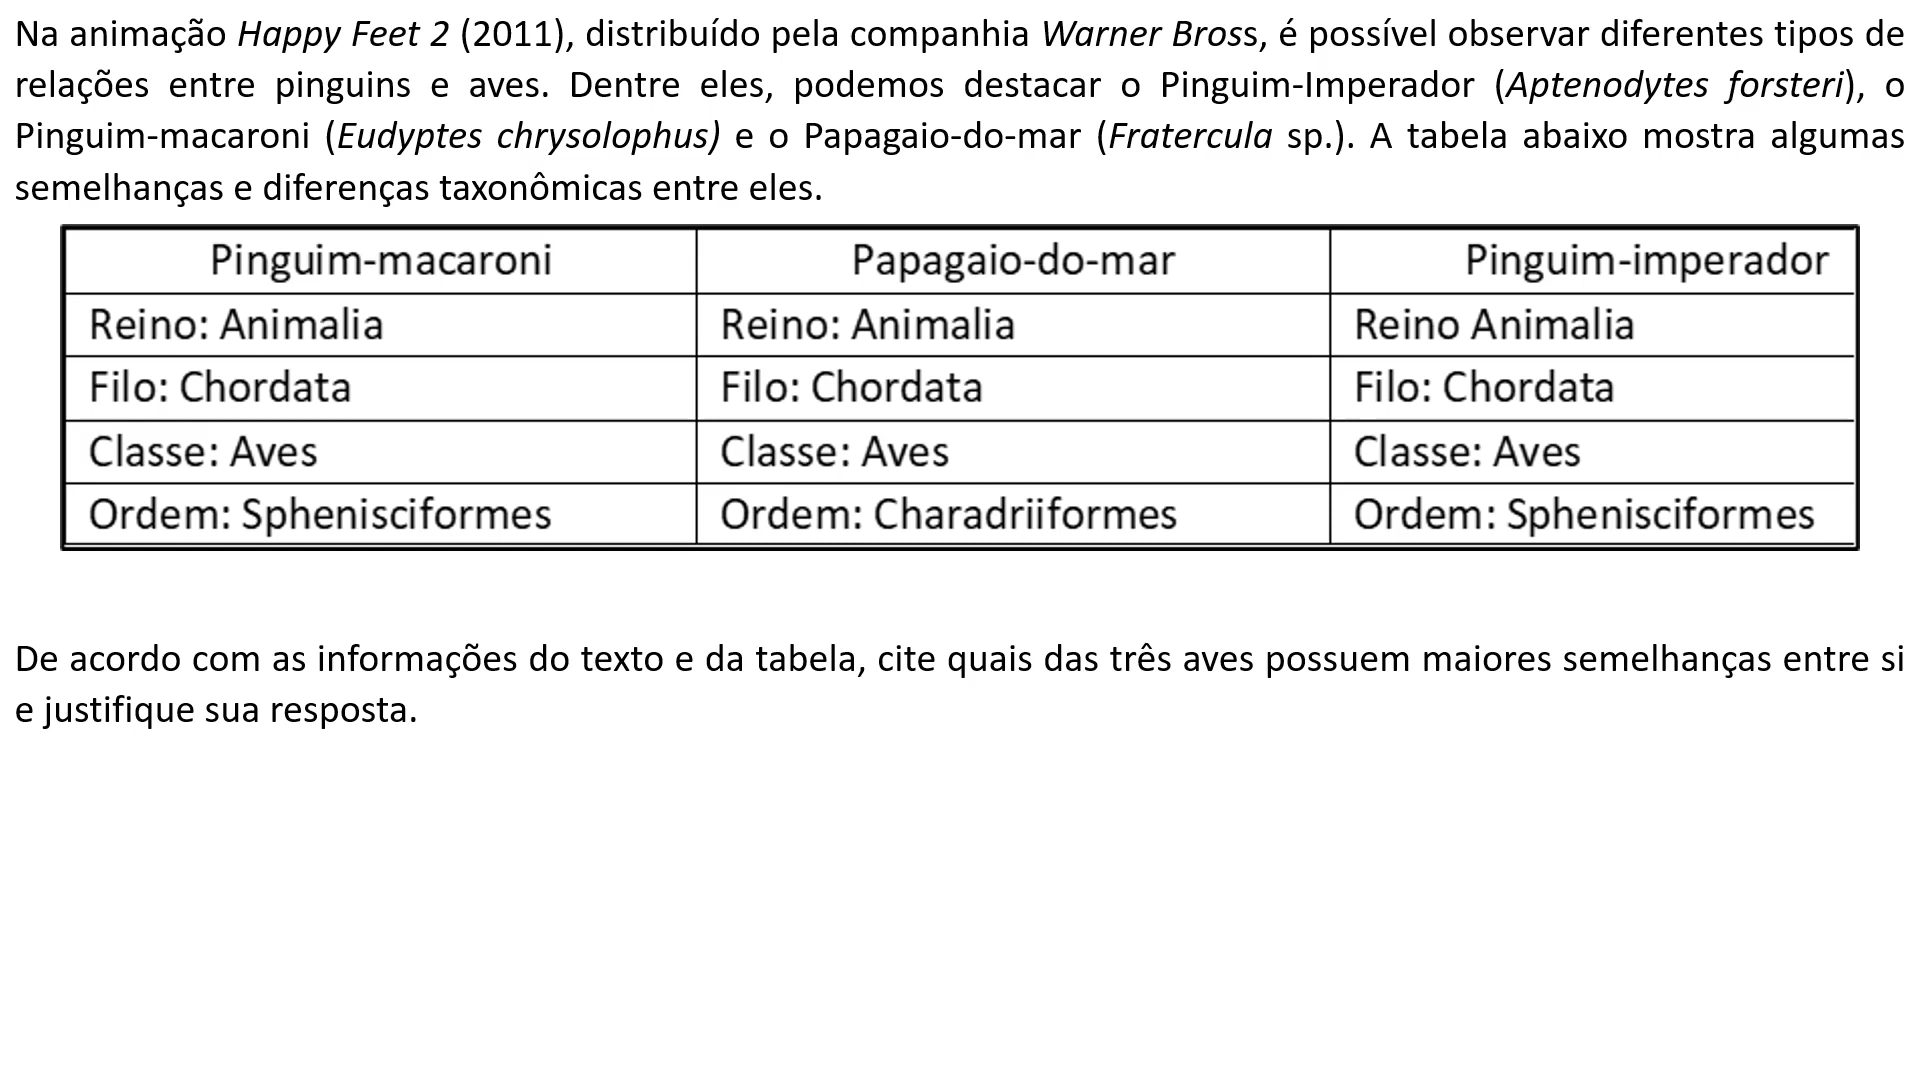 Na animação Happy Feet 2 (2011), distribuído pela companhia Warner Bross, é possível observar diferentes tipos de
relações entre pinguins e aves. Dentre eles, podemos destacar o Pinguim-Imperador (Aptenodytes forsteri), o
Pinguim-macaroni (Eudyptes chrysolophus) e o Papagaio-do-mar (Fratercula sp.). A tabela abaixo mostra algumas
semelhanças e diferenças taxonômicas entre eles.
Pinguim-macaroni Papagaio-do-mar Pinguim-imperador
Reino: Animalia Reino: Animalia Reino Animalia
Filo: Chordata Filo: Chordata Filo: Chordata
Classe: Aves Classe: Aves Classe: Aves
Ordem: Sphenisciformes Ordem: Charadriiformes Ordem: Sphenisciformes
De acordo com as informações do texto e da tabela, cite quais das três aves possuem maiores semelhanças entre si
e justifique sua resposta.